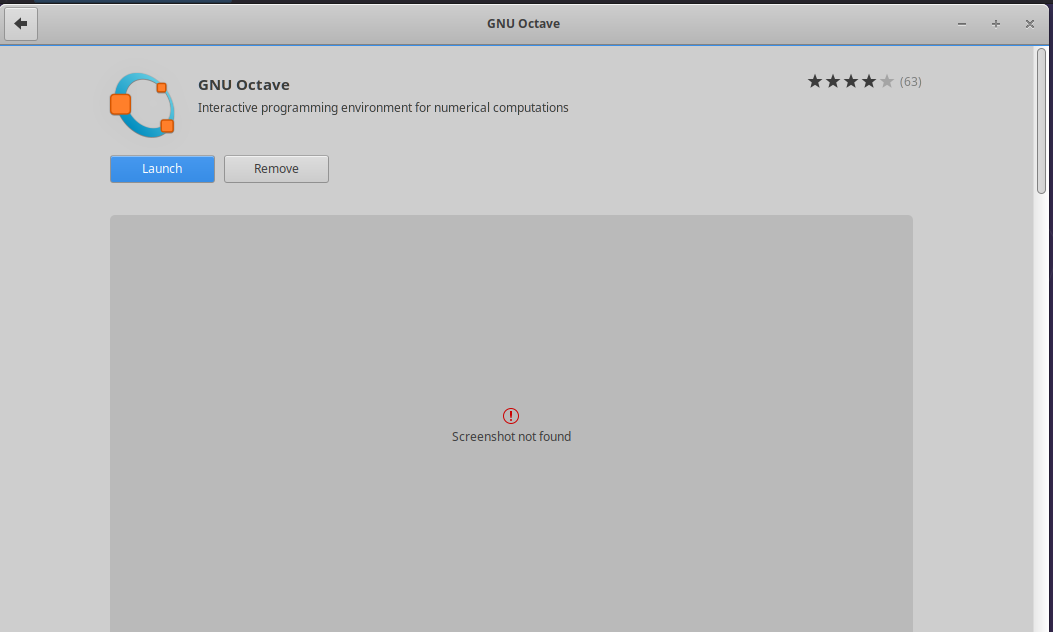 GNU Octave
GNU Octave
(63)
Interactive programming environment for numerical computations
Launch
Remove
Screenshot not found